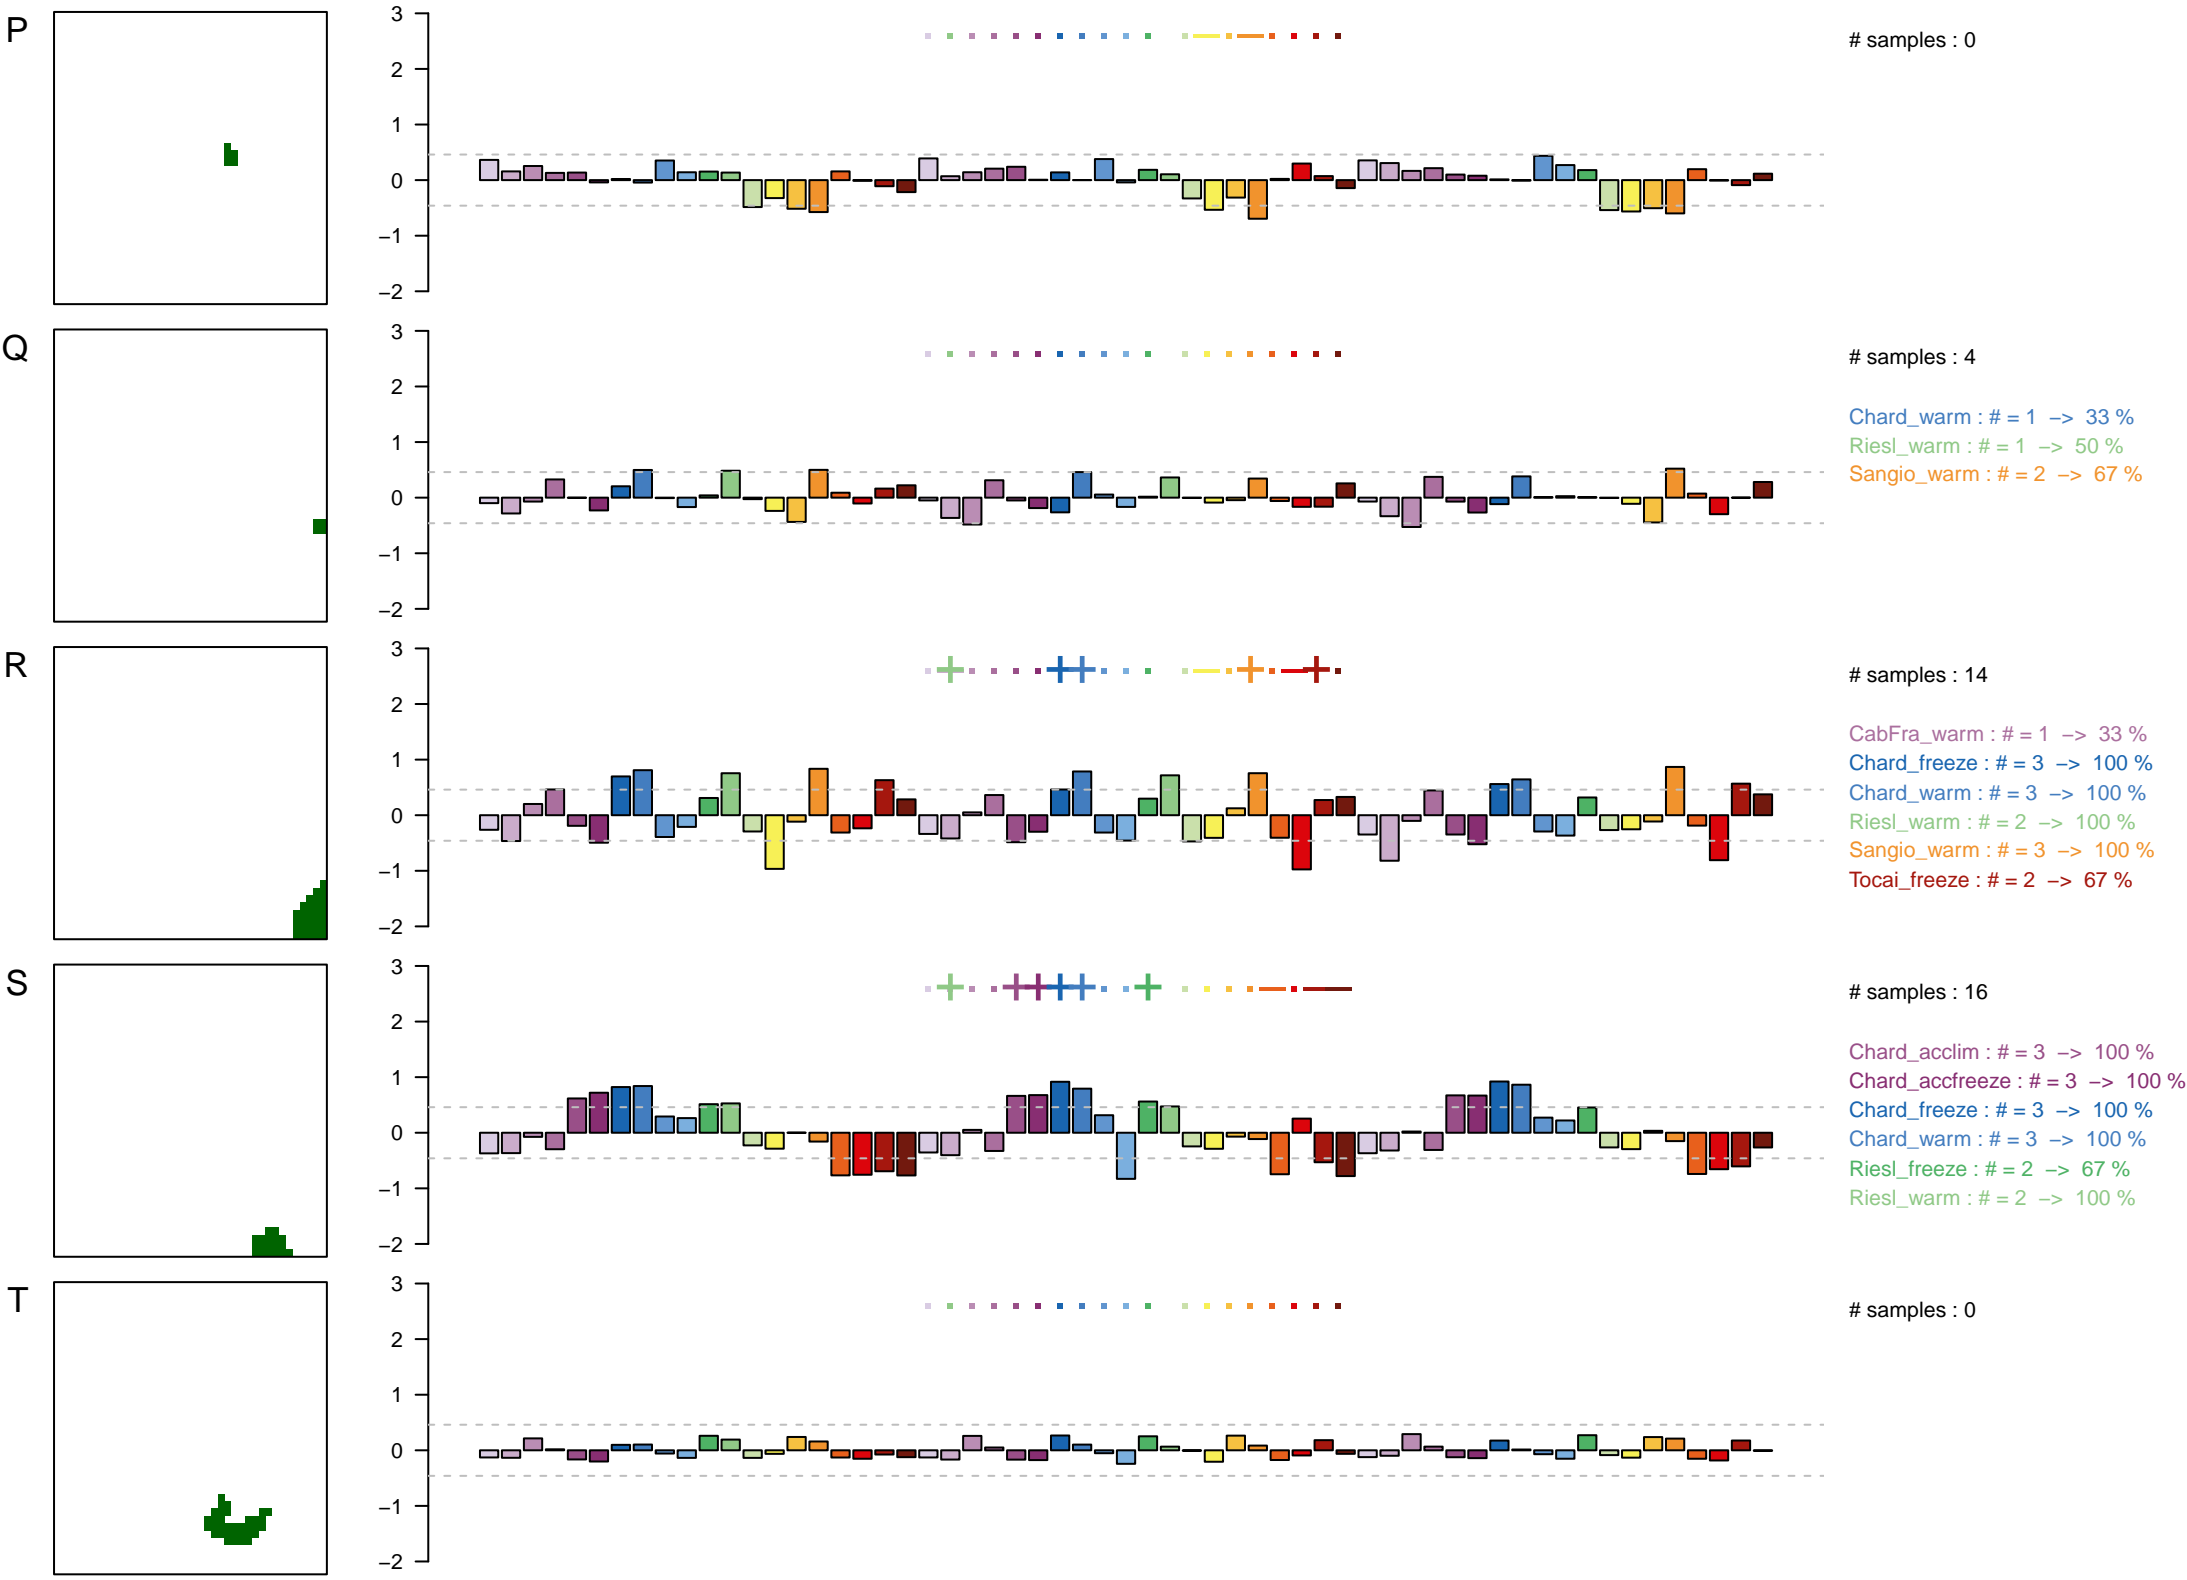 P
3
2
1
0
−1
−2
# samples : 0
Q
3
2
1
0
−1
−2
# samples : 4
Chard_warm : # = 1 −> 33 %
Riesl_warm : # = 1 −> 50 %
Sangio_warm : # = 2 −> 67 %
R
3
2
1
0
−1
−2
# samples : 14
CabFra_warm : # = 1 −> 33 %
Chard_freeze : # = 3 −> 100 %
Chard_warm : # = 3 −> 100 %
Riesl_warm : # = 2 −> 100 %
Sangio_warm : # = 3 −> 100 %
Tocai_freeze : # = 2 −> 67 %
S
3
2
1
0
−1
−2
# samples : 16
Chard_acclim : # = 3 −> 100 %
Chard_accfreeze : # = 3 −> 100 %
Chard_freeze : # = 3 −> 100 %
Chard_warm : # = 3 −> 100 %
Riesl_freeze : # = 2 −> 67 %
Riesl_warm : # = 2 −> 100 %
T
3
2
1
0
−1
−2
# samples : 0